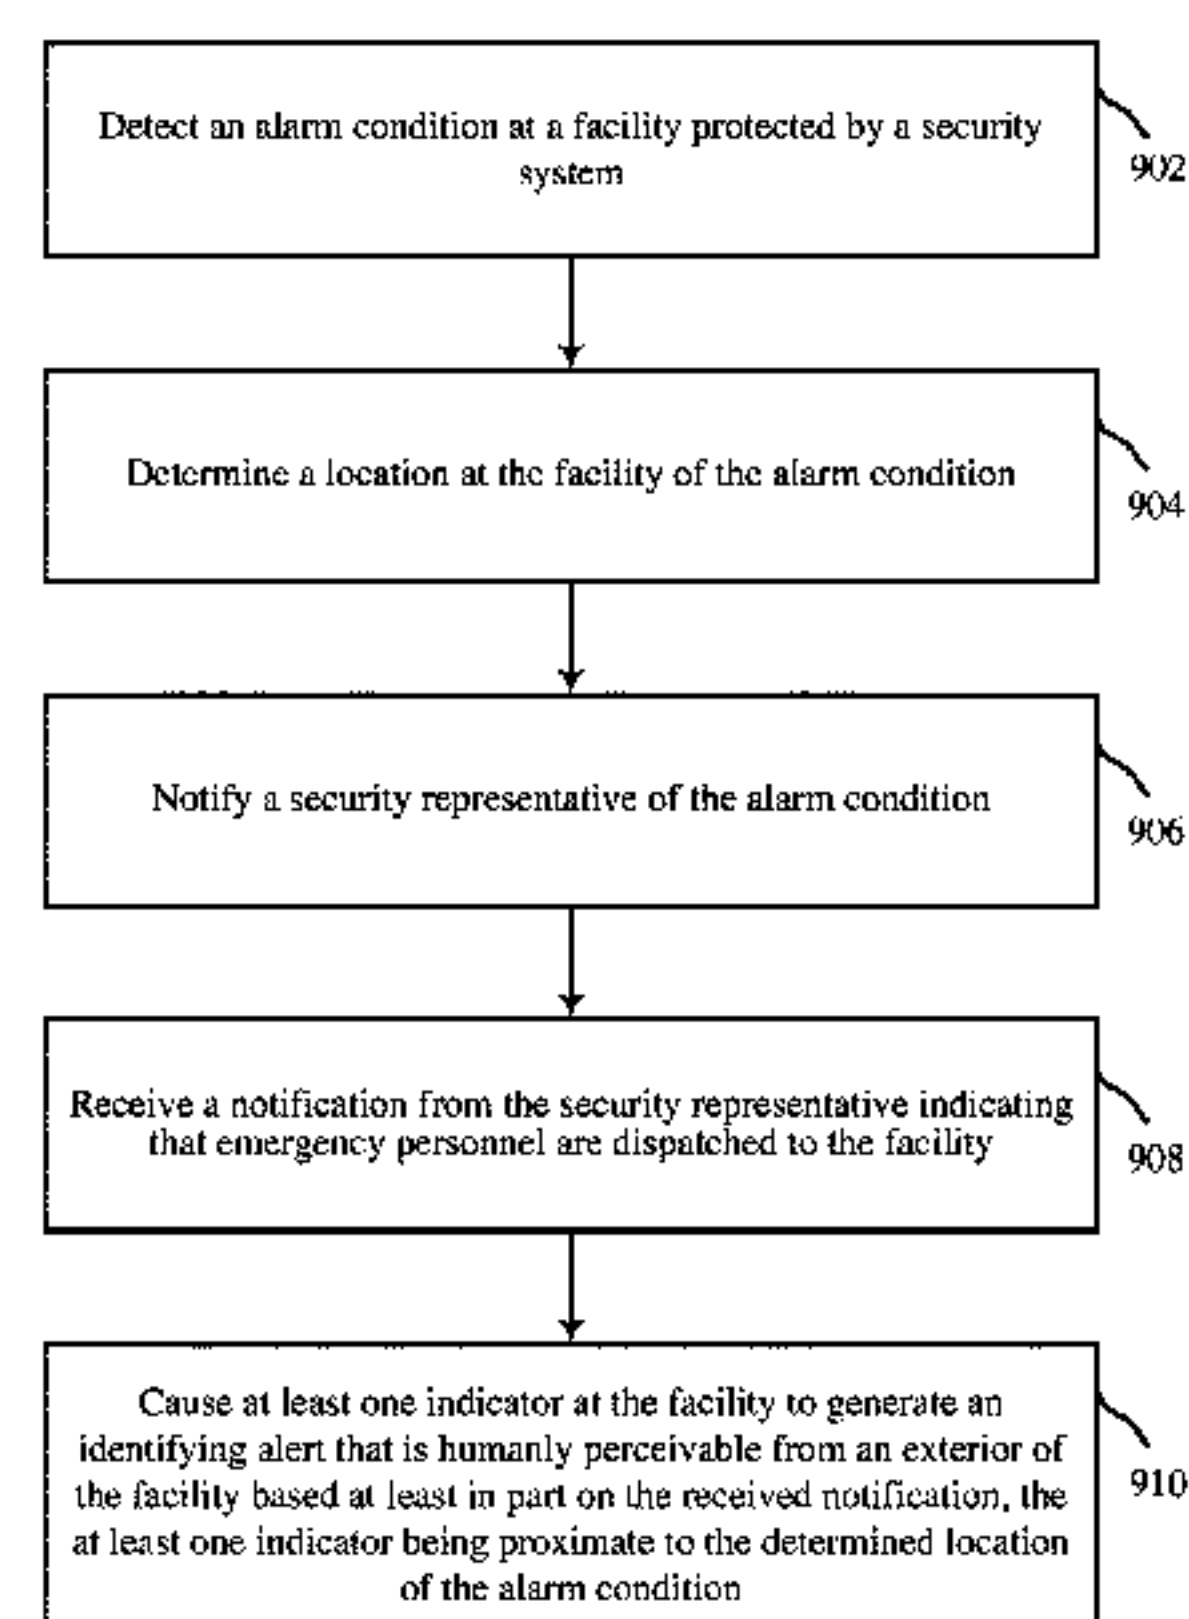 Detect an alarm condition at a facility protected by a security
system
902
Determine a location at the facility of the alarm condition
904
Notify a security representative of the alarm condition
906
Receive a notification from the security representative indicating
that emergency personnel are dispatched to the facility
908
Cause at least one indicator at the facility to generate an
identifying alert that is humanly perceivable from an exterior of
the facility based at least in part on the received notification, the
at least one indicator being proximate to the determined location
of the alarm condition
910